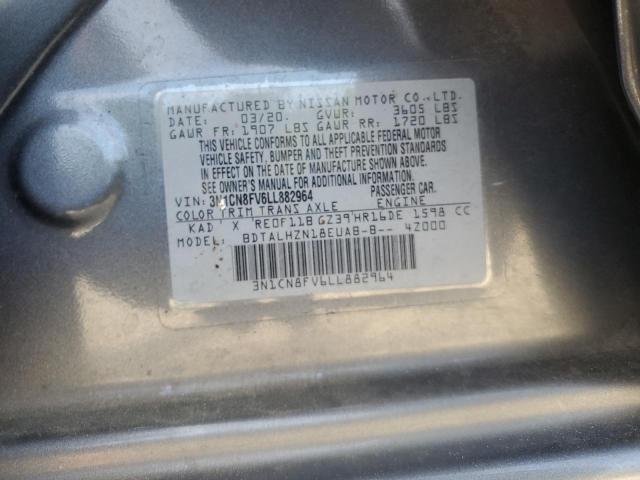 MANUFACTURED BY NISSAN MOTOR CO., LTD.
DATE: 03/20. GVWR: 3605 LBS
GAWR FR: 1907 LBS GAWR RR: 1720 LBS
THIS VEHICLE CONFORMS TO ALL APPLICABLE FEDERAL MOTOR
VEHICLE SAFETY, BUMPER AND THEFT PREVENTION STANDARDS
IN EFFECT ON THE DATE OF MANUFACTURE SHOWN ABOVE.
*SEE OWNER'S MANUAL FOR ADDITIONAL INFORMATION
VIN: 3N1CN8FV6LL882964 PASSENGER CAR.
COLOR TRIM TRANS AXLE ENGINE
KAD X RE0F11B GZ39 HR16DE 1598 CC
MODEL: BDTALHZN18EUAB-B-- 4Z000
3N1CN8FV6LL882964